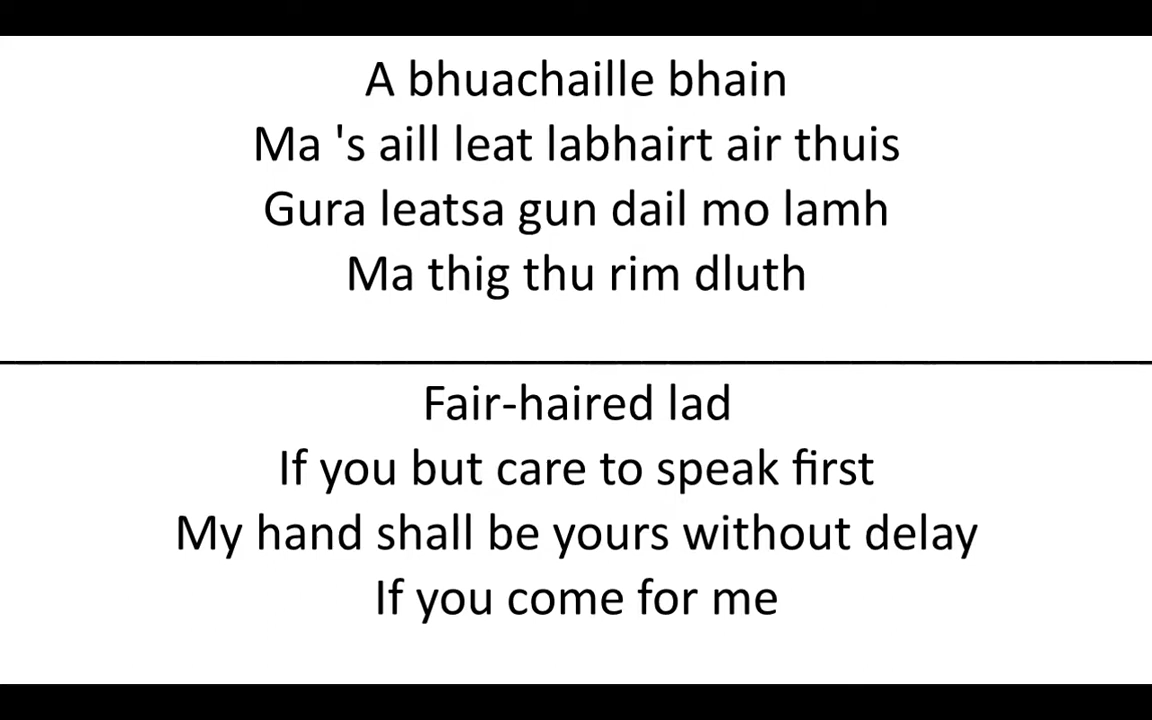 A bhuachaille bhain
Ma 's aill leat labhairt air thuis
Gura leatsa gun dail mo lamh
Ma thig thu rim dluth
Fair-haired lad
If you but care to speak first
My hand shall be yours without delay
If you come for me